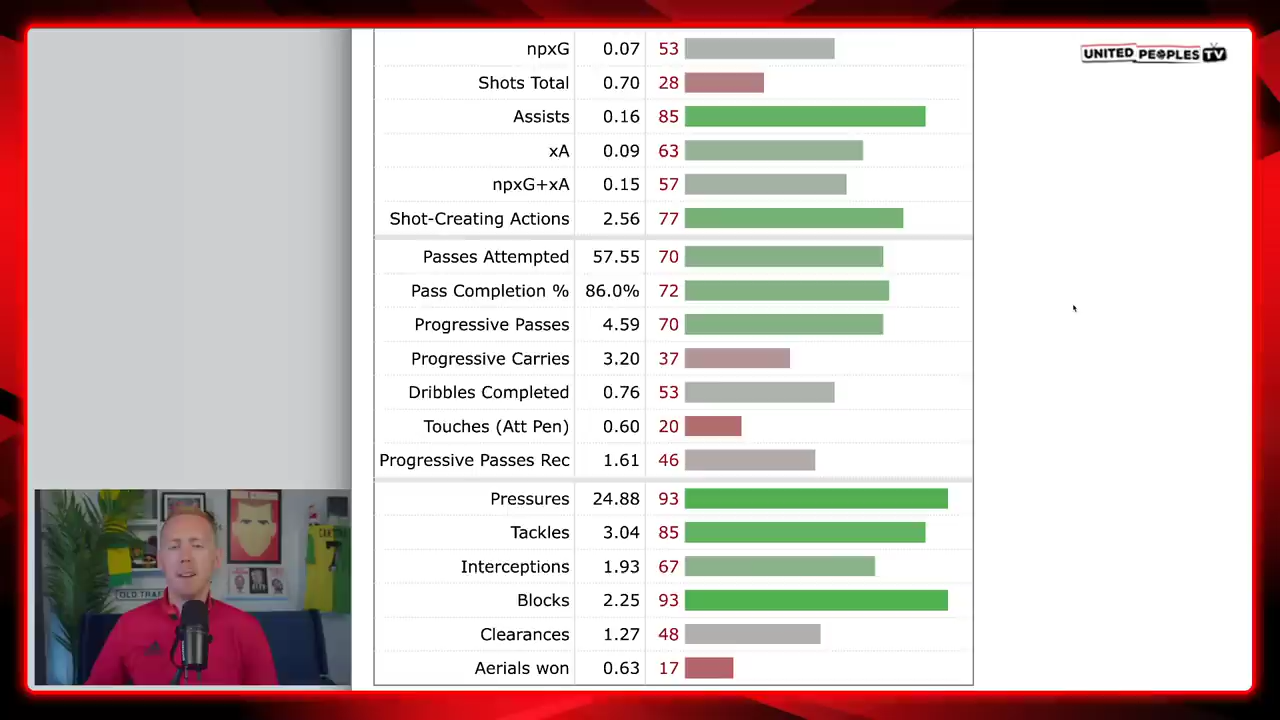 UNITED PEOPLES TV
npxG 0.07 53
Shots Total 0.70 28
Assists 0.16 85
xA 0.09 63
npxG+xA 0.15 57
Shot-Creating Actions 2.56 77
Passes Attempted 57.55 70
Pass Completion % 86.0% 72
Progressive Passes 4.59 70
Progressive Carries 3.20 37
Dribbles Completed 0.76 53
Touches (Att Pen) 0.60 20
Progressive Passes Rec 1.61 46
Pressures 24.88 93
Tackles 3.04 85
Interceptions 1.93 67
Blocks 2.25 93
Clearances 1.27 48
Aerials won 0.63 17
OLD TRAF